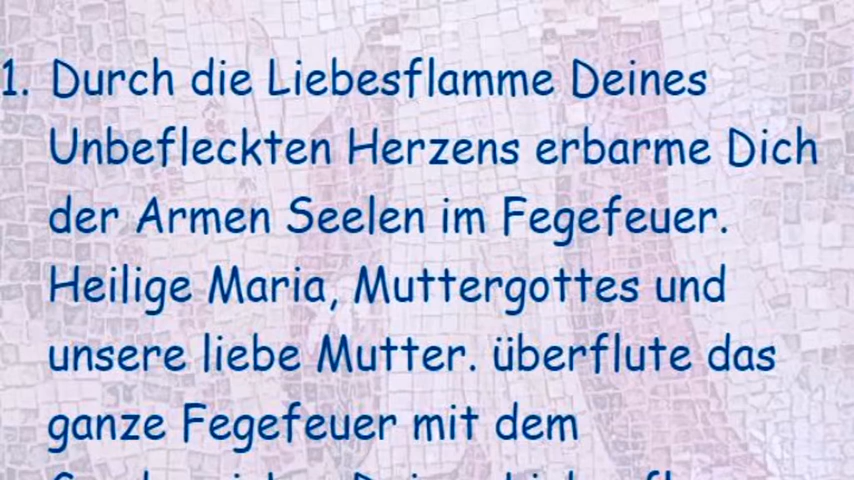 1. Durch die Liebesflamme Deines
Unbefleckten Herzens erbarme Dich
der Armen Seelen im Fegefeuer.
Heilige Maria, Muttergottes und
unsere liebe Mutter. überflute das
ganze Fegefeuer mit dem